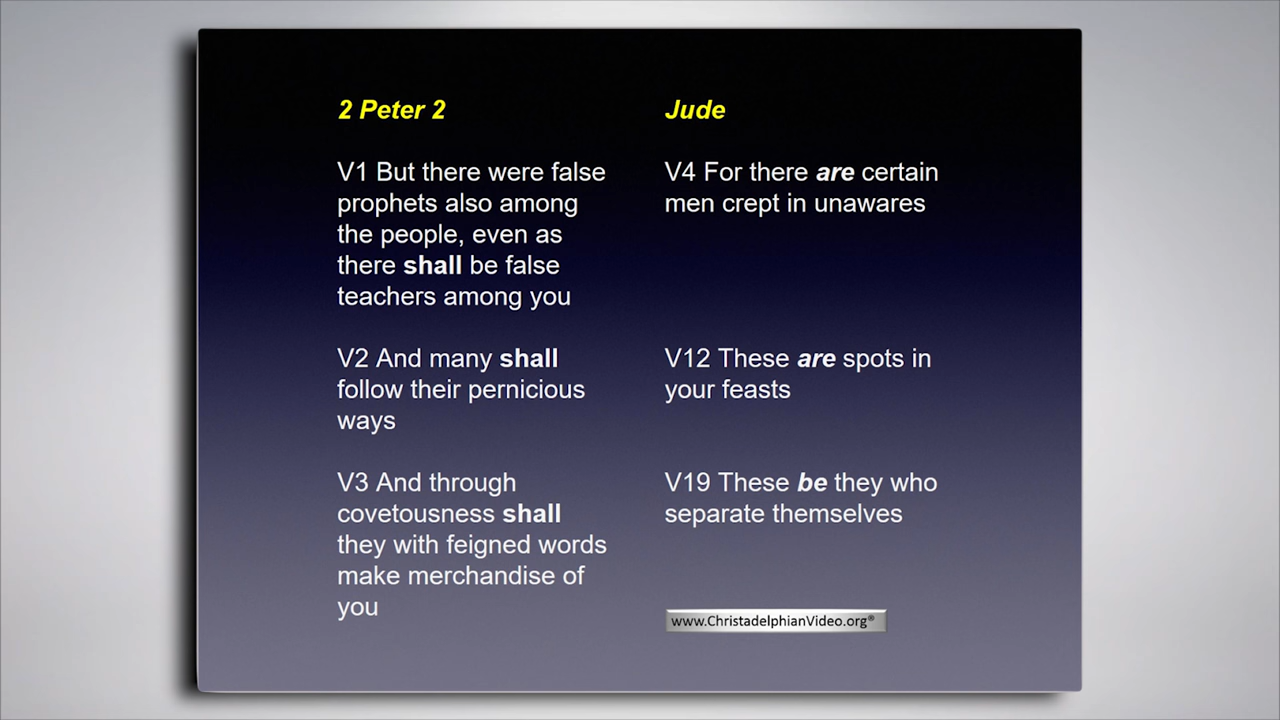 2 Peter 2
V1 But there were false
prophets also among
the people, even as
there shall be false
teachers among you
V2 And many shall
follow their pernicious
ways
V3 And through
covetousness shall
they with feigned words
make merchandise of
you
Jude
V4 For there are certain
men crept in unawares
V12 These are spots in
your feasts
V19 These be they who
separate themselves
www.ChristadelphianVideo.org®